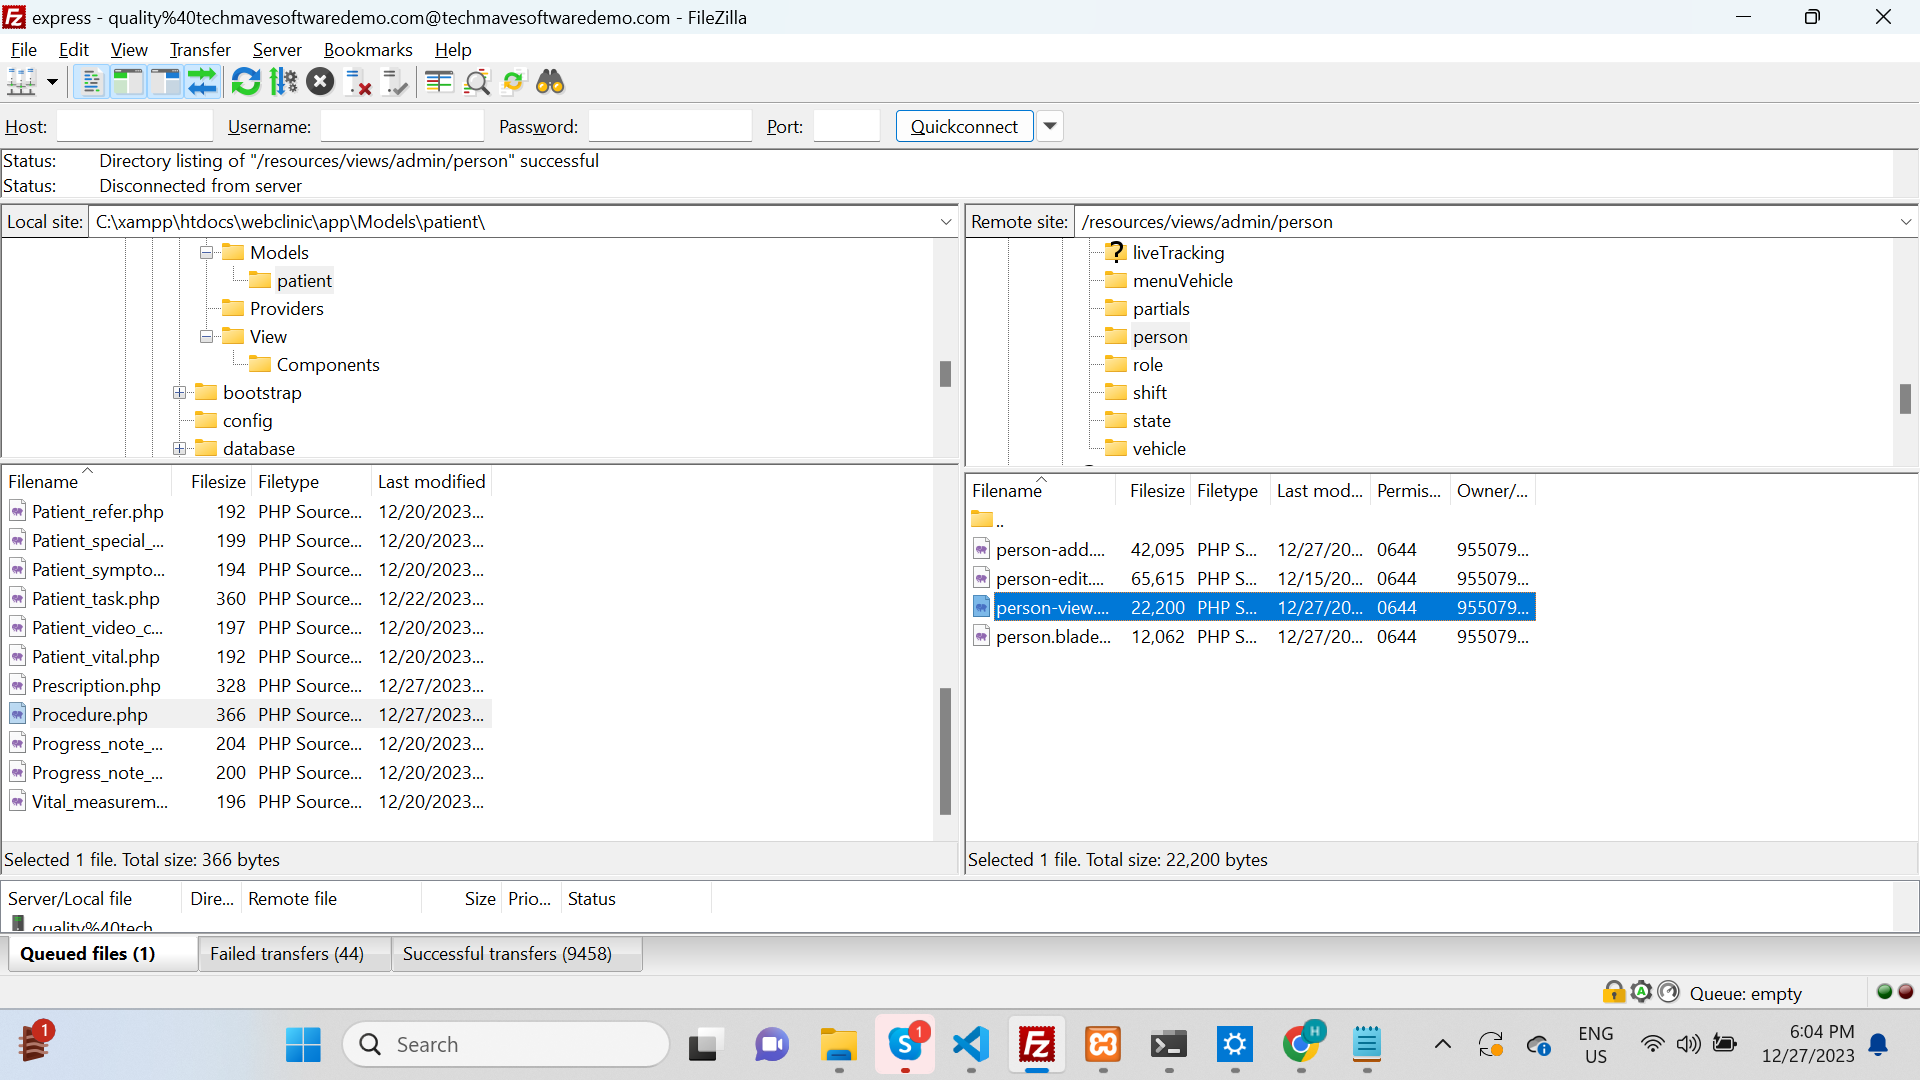 express - quality%40techmavesoftwaredemo.com@techmavesoftwaredemo.com - FileZilla
File Edit View Transfer Server Bookmarks Help
Host: Username: Password: Port: Quickconnect
Status: Directory listing of "/resources/views/admin/person" successful
Status: Disconnected from server
Local site: C:\xampp\htdocs\webclinic\app\Models\patient\
Models
patient
Providers
View
Components
bootstrap
config
database
Filename Filesize Filetype Last modified
Patient_refer.php 192 PHP Source... 12/20/2023...
Patient_special_... 199 PHP Source... 12/20/2023...
Patient_sympto... 194 PHP Source... 12/20/2023...
Patient_task.php 360 PHP Source... 12/22/2023...
Patient_video_c... 197 PHP Source... 12/20/2023...
Patient_vital.php 192 PHP Source... 12/20/2023...
Prescription.php 328 PHP Source... 12/27/2023...
Procedure.php 366 PHP Source... 12/27/2023...
Progress_note_... 204 PHP Source... 12/20/2023...
Progress_note_... 200 PHP Source... 12/20/2023...
Vital_measurem... 196 PHP Source... 12/20/2023...
Selected 1 file. Total size: 366 bytes
Remote site: /resources/views/admin/person
liveTracking
menuVehicle
partials
person
role
shift
state
vehicle
Filename Filesize Filetype Last mod... Permis... Owner/...
..
person-add.... 42,095 PHP S... 12/27/20... 0644 955079...
person-edit.... 65,615 PHP S... 12/15/20... 0644 955079...
person-view.... 22,200 PHP S... 12/27/20... 0644 955079...
person.blade... 12,062 PHP S... 12/27/20... 0644 955079...
Selected 1 file. Total size: 22,200 bytes
Server/Local file Dire... Remote file Size Prio... Status
quality%40tech
Queued files (1) Failed transfers (44) Successful transfers (9458)
Queue: empty
1
Search
1
H
ENG
US
6:04 PM
12/27/2023